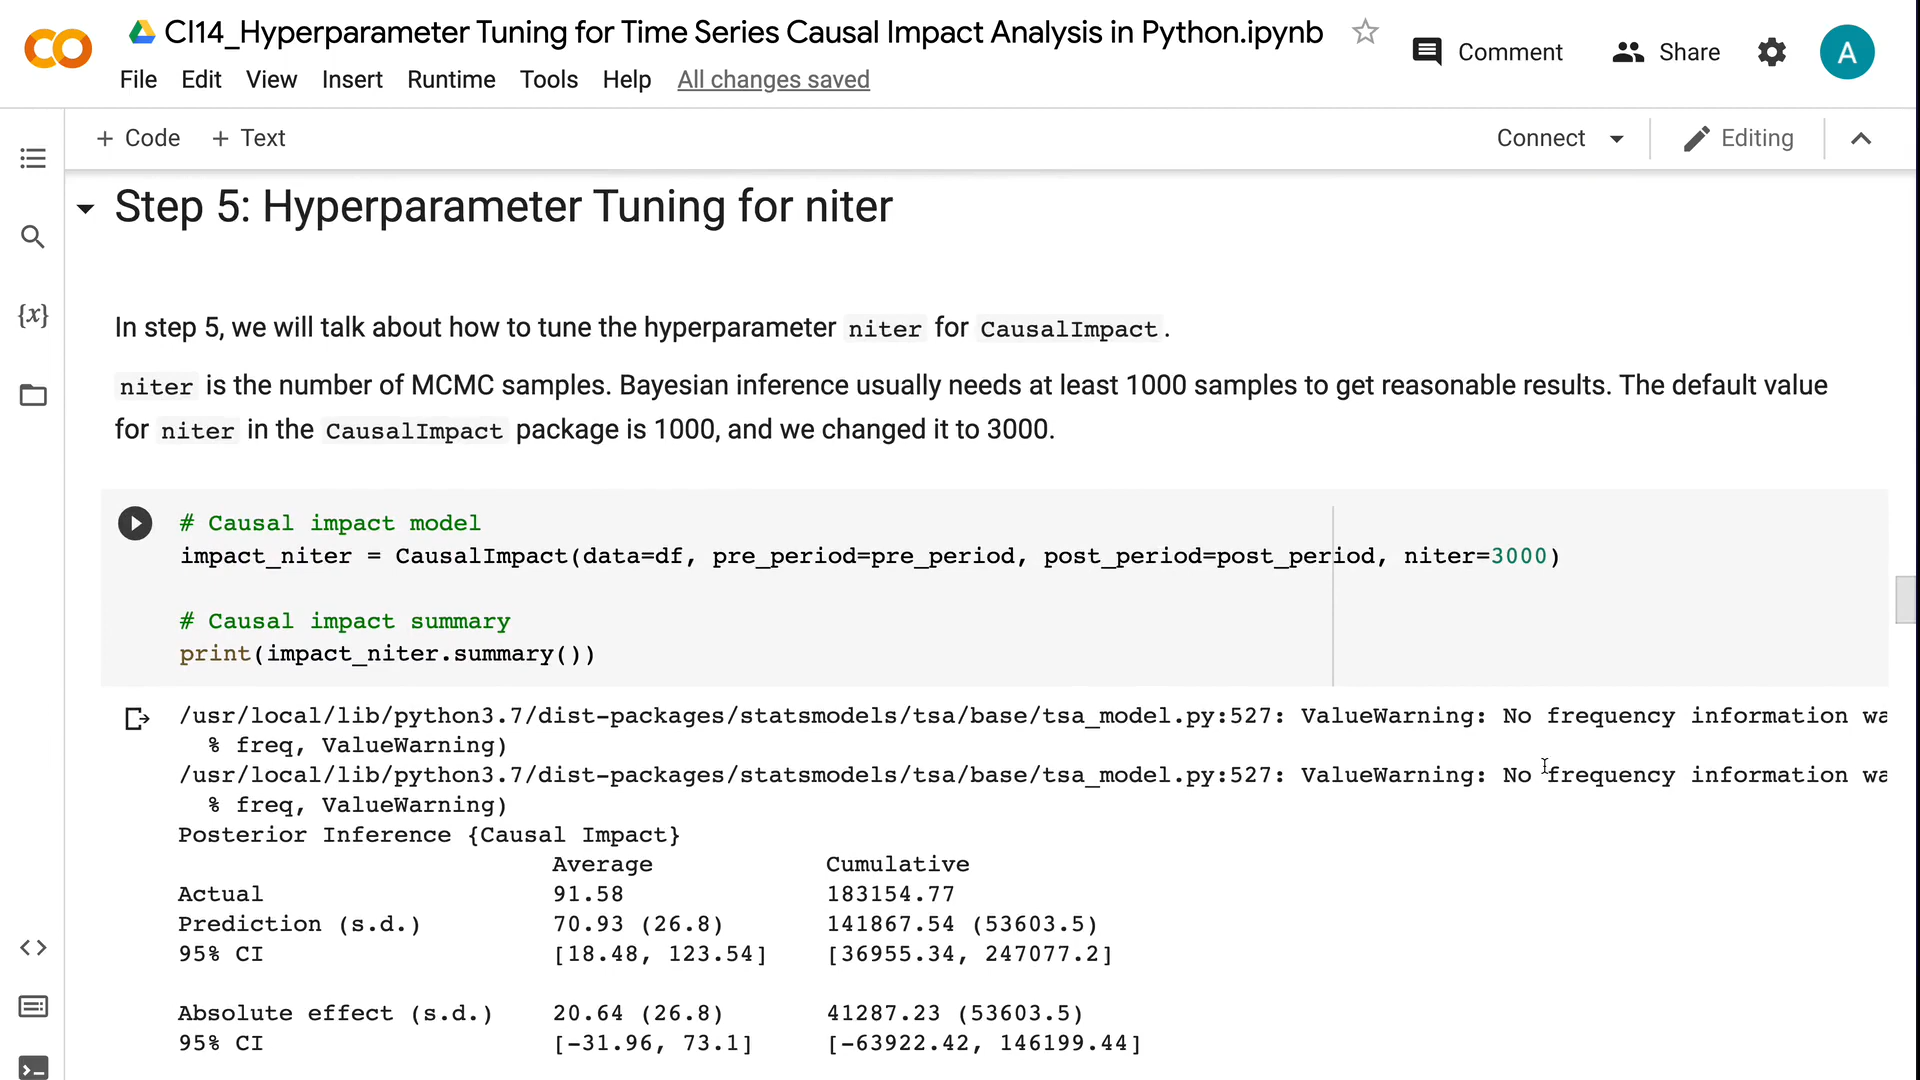 CI14_Hyperparameter Tuning for Time Series Causal Impact Analysis in Python.ipynb
Comment
Share
A
File Edit View Insert Runtime Tools Help All changes saved
+ Code + Text
Connect
Editing
Step 5: Hyperparameter Tuning for niter
{x}
In step 5, we will talk about how to tune the hyperparameter niter for CausalImpact.
niter is the number of MCMC samples. Bayesian inference usually needs at least 1000 samples to get reasonable results. The default value
for niter in the CausalImpact package is 1000, and we changed it to 3000.
# Causal impact model
impact_niter = CausalImpact(data=df, pre_period=pre_period, post_period=post_period, niter=3000)
# Causal impact summary
print(impact_niter.summary())
/usr/local/lib/python3.7/dist-packages/statsmodels/tsa/base/tsa_model.py:527: ValueWarning: No frequency information wa
% freq, ValueWarning)
/usr/local/lib/python3.7/dist-packages/statsmodels/tsa/base/tsa_model.py:527: ValueWarning: No frequency information wa
% freq, ValueWarning)
Posterior Inference {Causal Impact}
Average Cumulative
Actual 91.58 183154.77
Prediction (s.d.) 70.93 (26.8) 141867.54 (53603.5)
95% CI [18.48, 123.54] [36955.34, 247077.2]
Absolute effect (s.d.) 20.64 (26.8) 41287.23 (53603.5)
95% CI [-31.96, 73.1] [-63922.42, 146199.44]